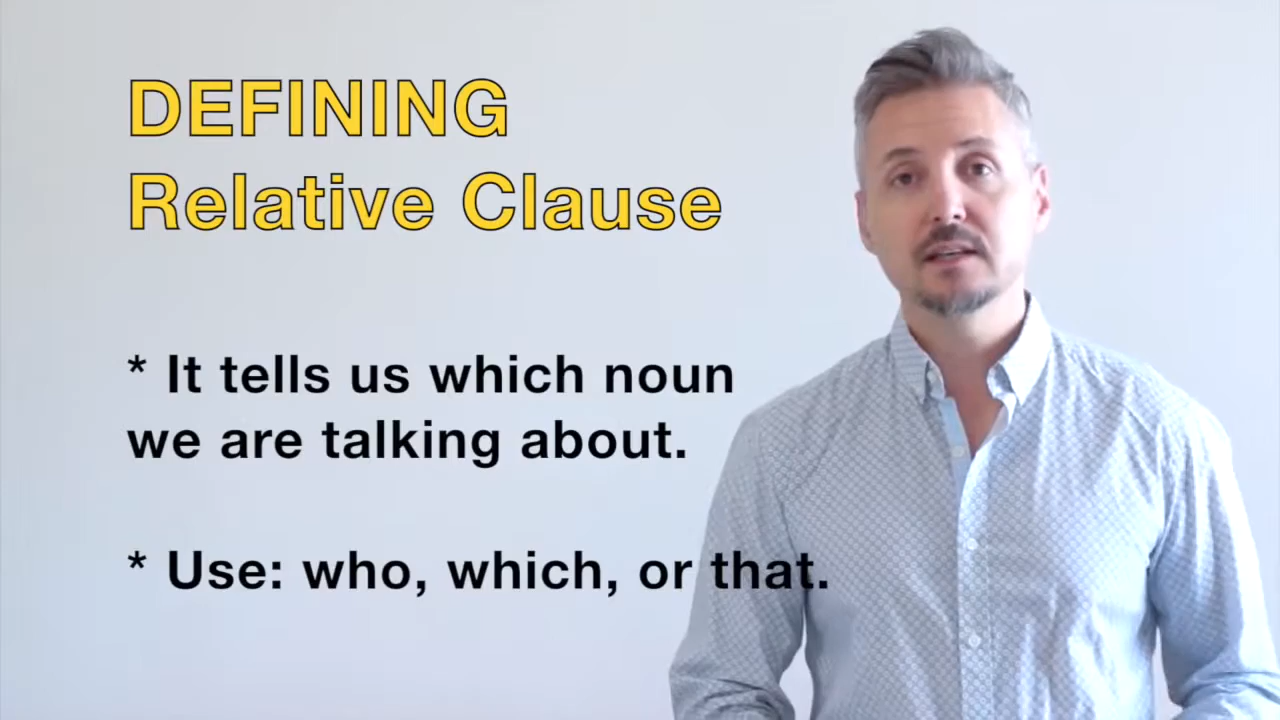 DEFINING
Relative Clause
* It tells us which noun
we are talking about.
* Use: who, which, or that.